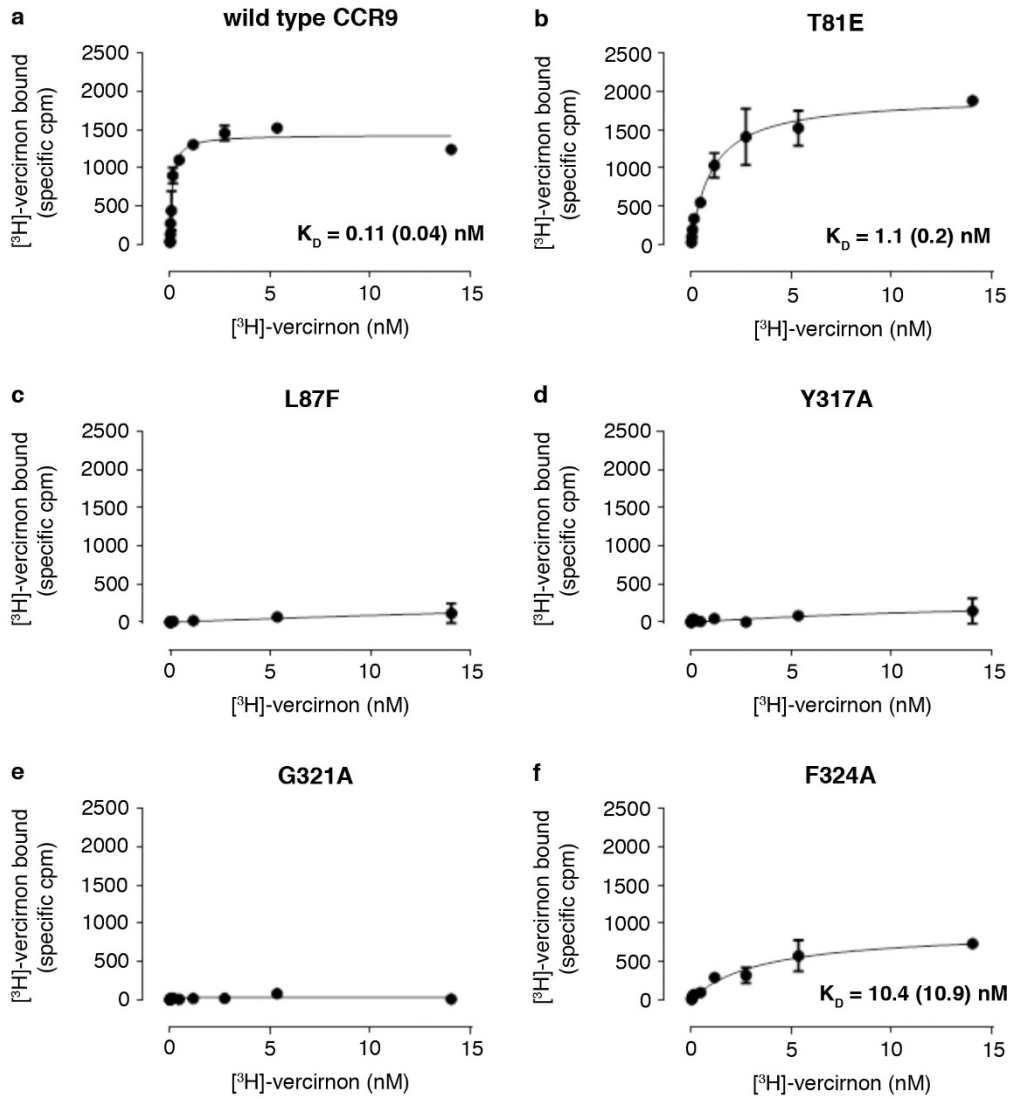 a
wild type CCR9
[³H]-vercirnon bound
(specific cpm)
2500
2000
1500
1000
500
0
K_D = 0.11 (0.04) nM
0 5 10 15
[³H]-vercirnon (nM)
b
T81E
[³H]-vercirnon bound
(specific cpm)
2500
2000
1500
1000
500
0
K_D = 1.1 (0.2) nM
0 5 10 15
[³H]-vercirnon (nM)
c
L87F
[³H]-vercirnon bound
(specific cpm)
2500
2000
1500
1000
500
0
0 5 10 15
[³H]-vercirnon (nM)
d
Y317A
[³H]-vercirnon bound
(specific cpm)
2500
2000
1500
1000
500
0
0 5 10 15
[³H]-vercirnon (nM)
e
G321A
[³H]-vercirnon bound
(specific cpm)
2500
2000
1500
1000
500
0
0 5 10 15
[³H]-vercirnon (nM)
f
F324A
[³H]-vercirnon bound
(specific cpm)
2500
2000
1500
1000
500
0
K_D = 10.4 (10.9) nM
0 5 10 15
[³H]-vercirnon (nM)